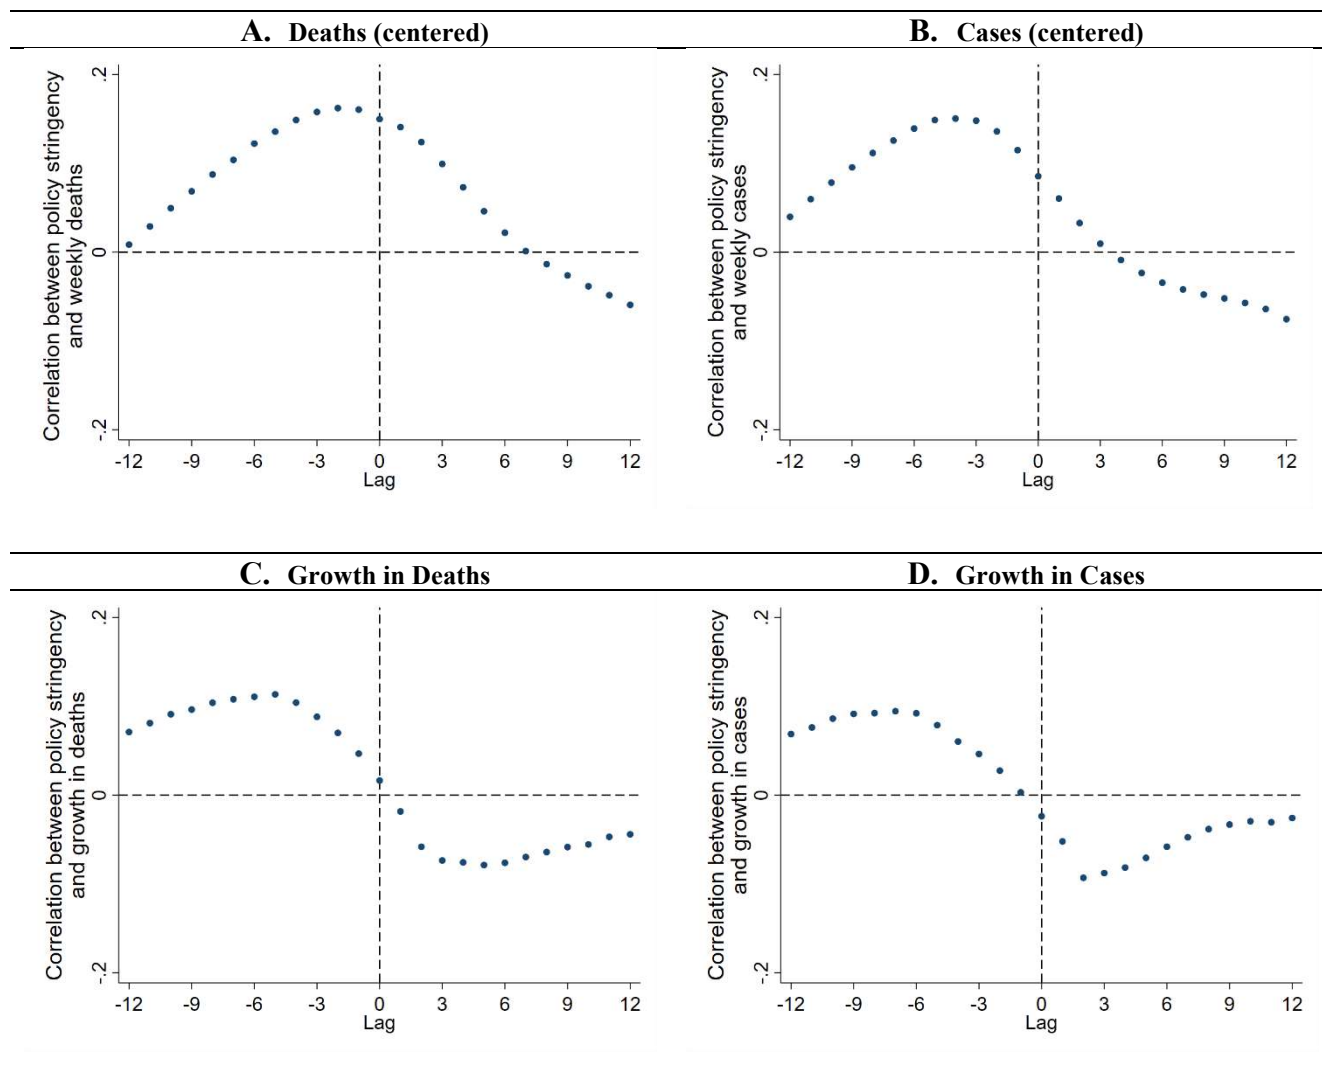 A. Deaths (centered)
B. Cases (centered)
Correlation between policy stringency
and weekly deaths
.2
0
-.2
-12 -9 -6 -3 0 3 6 9 12
Lag
Correlation between policy stringency
and weekly cases
.2
0
-.2
-12 -9 -6 -3 0 3 6 9 12
Lag
C. Growth in Deaths
D. Growth in Cases
Correlation between policy stringency
and growth in deaths
.2
0
-.2
-12 -9 -6 -3 0 3 6 9 12
Lag
Correlation between policy stringency
and growth in cases
.2
0
-.2
-12 -9 -6 -3 0 3 6 9 12
Lag